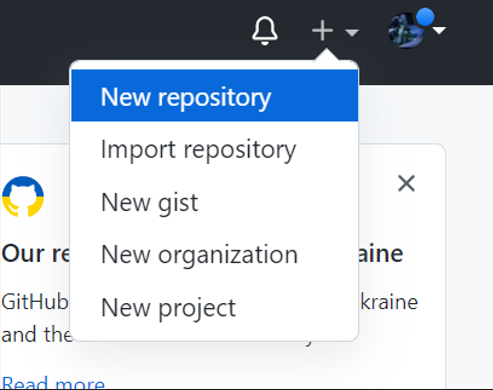 New repository
Import repository
New gist
New organization
New project
Our re
aine
GitHub
kraine
and the
Read more